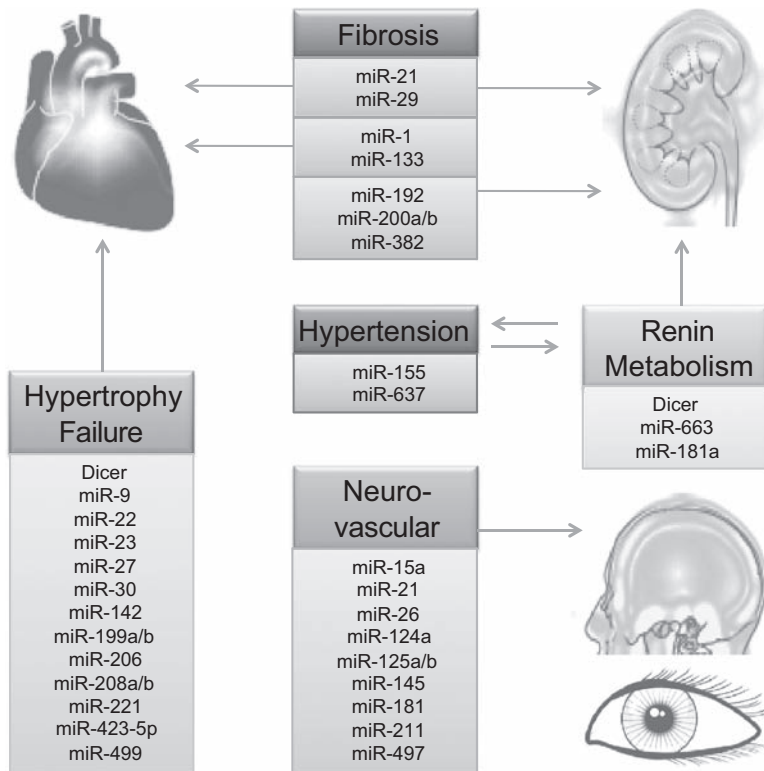 Fibrosis
miR-21
miR-29
miR-1
miR-133
miR-192
miR-200a/b
miR-382
Hypertension
miR-155
miR-637
Renin
Metabolism
Dicer
miR-663
miR-181a
Hypertrophy
Failure
Dicer
miR-9
miR-22
miR-23
miR-27
miR-30
miR-142
miR-199a/b
miR-206
miR-208a/b
miR-221
miR-423-5p
miR-499
Neuro-
vascular
miR-15a
miR-21
miR-26
miR-124a
miR-125a/b
miR-145
miR-181
miR-211
miR-497